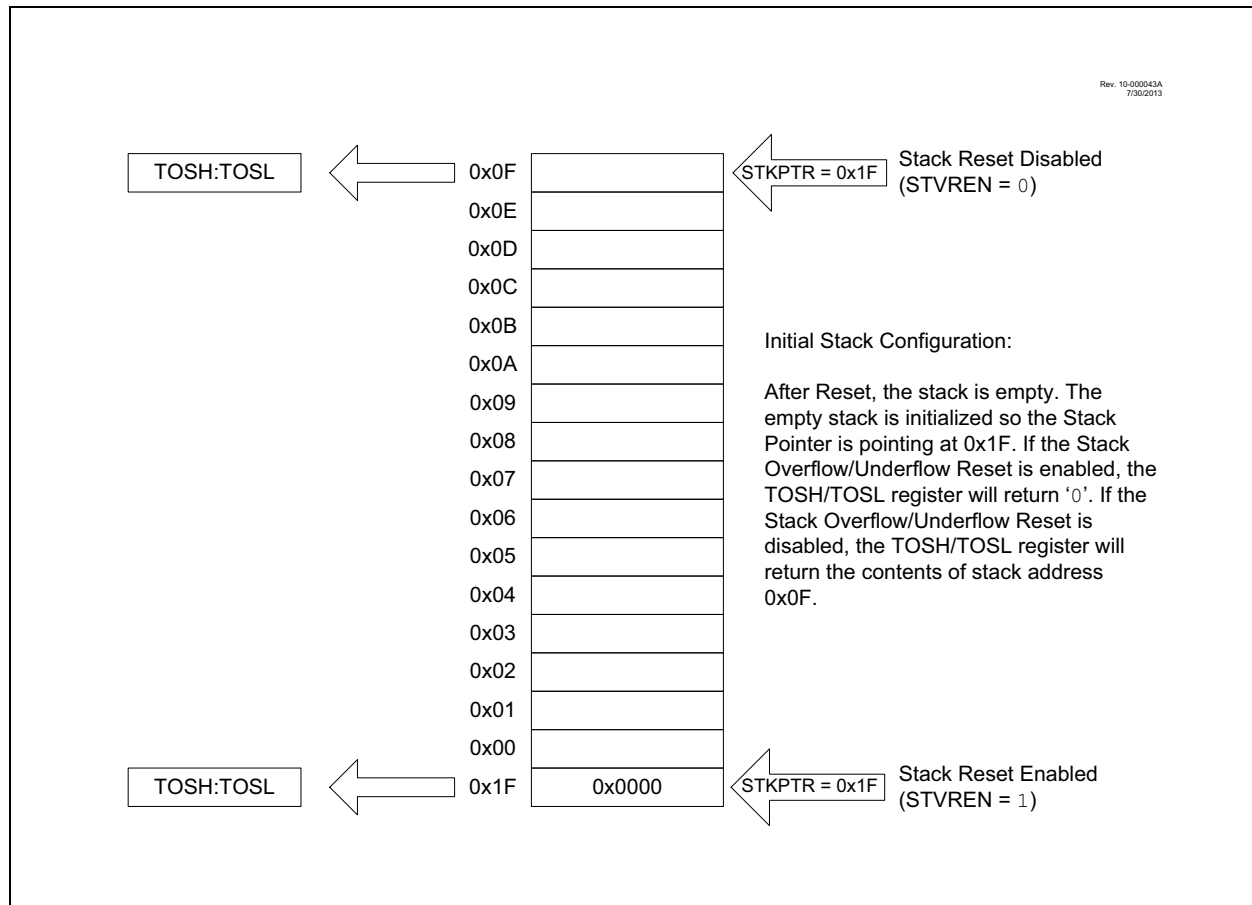 Rev. 10-000043A
7/30/2013
TOSH:TOSL
0x0F
STKPTR = 0x1F
Stack Reset Disabled
(STVREN = 0)
0x0E
0x0D
0x0C
0x0B
0x0A
0x09
0x08
0x07
0x06
0x05
0x04
0x03
0x02
0x01
0x00
Initial Stack Configuration:
After Reset, the stack is empty. The
empty stack is initialized so the Stack
Pointer is pointing at 0x1F. If the Stack
Overflow/Underflow Reset is enabled, the
TOSH/TOSL register will return ‘0’. If the
Stack Overflow/Underflow Reset is
disabled, the TOSH/TOSL register will
return the contents of stack address
0x0F.
TOSH:TOSL
0x1F
0x0000
STKPTR = 0x1F
Stack Reset Enabled
(STVREN = 1)